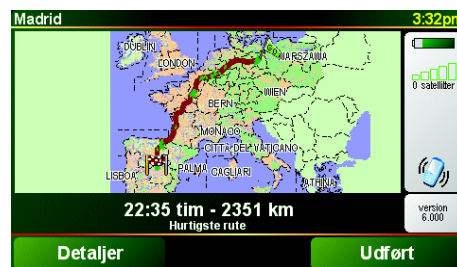 Madrid
3:32pm
DUBLIN
LONDON
WARSZAWA
WIEN
BERN
MONACO
CITTÀ DEL VATICANO
LISBOA
PALMA
CAGLIARI
ATHINA
0 satellitter
22:35 tim - 2351 km
Hurtigste rute
version
6.000
Detaljer
Udført